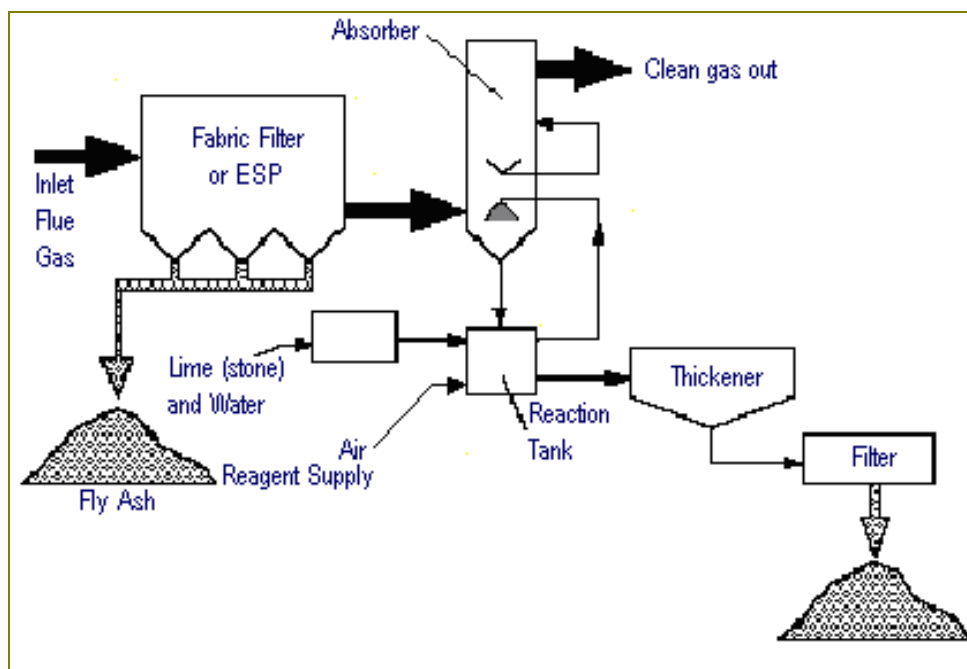 Absorber
Clean gas out
Fabric Filter
or ESP
Inlet
Flue
Gas
Lime (stone)
and Water
Thickener
Reaction
Tank
Air
Reagent Supply
Filter
Fly Ash